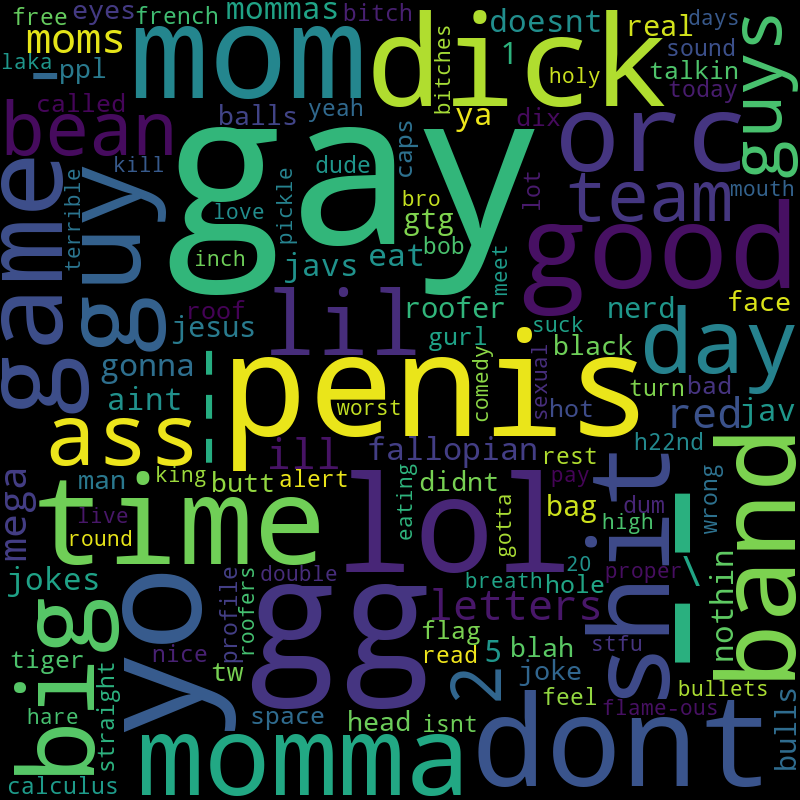 free
eyes
french
mommas
bitch
doesnt
real
days
moms
mom
dick
bitches
1
sound
guys
laka
-
ppl
holy
talkin
today
bean
called
balls
yeah
ya
dix
orc
gay
kill
dude
caps
team
mouth
game
guy
terrible
love
pickle
bro
gtg
lot
good
inch
javs
eat
bob
meet
roof
roofer
nerd
face
jesus
lil
gurl
suck
day
gonna
-
penis
comedy
sexual
black
turn
bad
aint
-
worst
hot
red
jav
ass
-
ill
fallopian
rest
h22nd
band
mega
man
king
butt
alert
didnt
eating
bag
pay
dum
shit
wrong
time
live
lol
gotta
high
round
20
jokes
double
breath
hole
proper
/
nothin
yo
profile
roofers
gg
letters
big
flag
5
blah
stfu
tiger
nice
tw
read
joke
straight
2
feel
bullets
hare
space
head
isnt
flame-ous
bulls
calculus
momma
dont